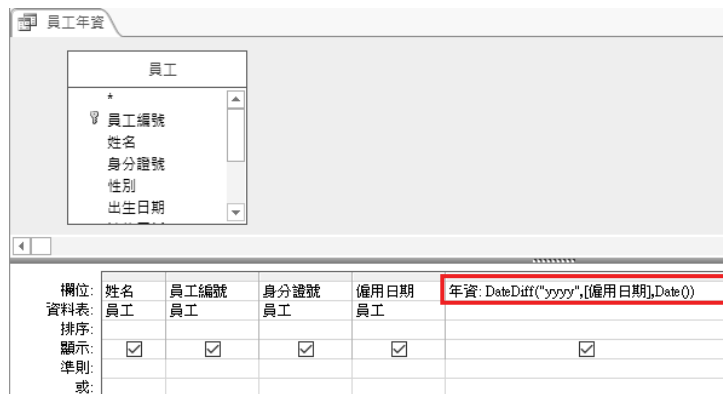 員工年資
員工
*
員工編號
姓名
身分證號
性別
出生日期
欄位: 姓名 員工編號 身分證號 僱用日期 年資: DateDiff("yyyy",[僱用日期],Date())
資料表: 員工 員工 員工 員工
排序:
顯示:
準則:
或: